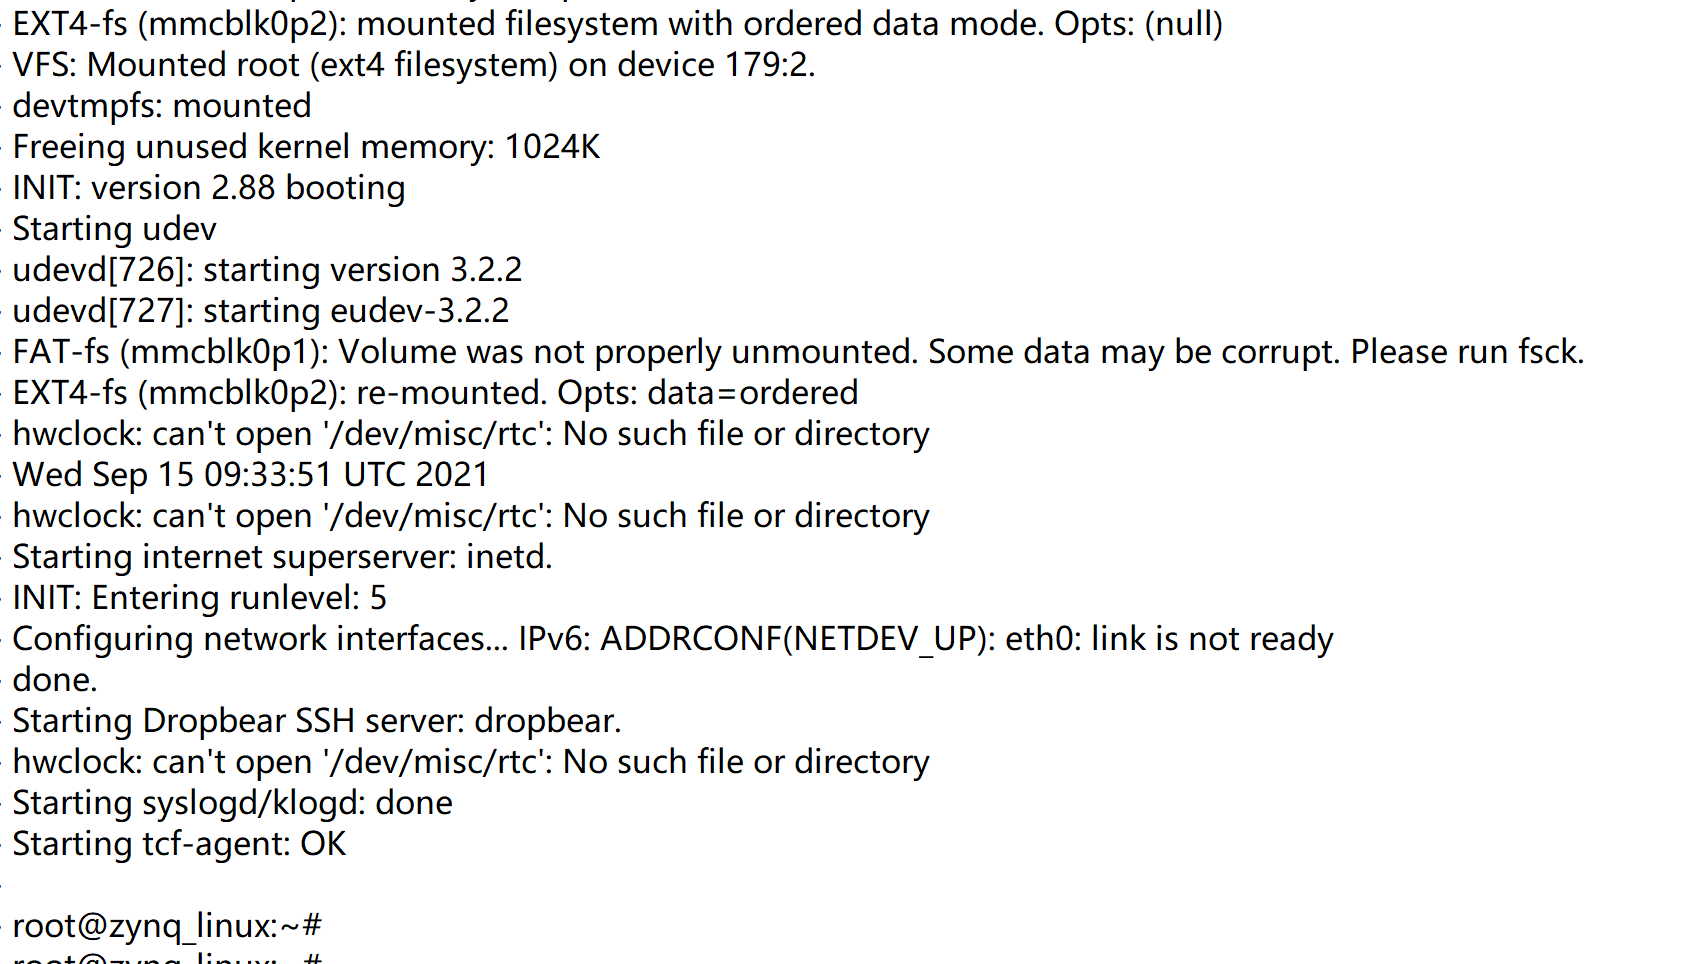 EXT4-fs (mmcblk0p2): mounted filesystem with ordered data mode. Opts: (null)
VFS: Mounted root (ext4 filesystem) on device 179:2.
devtmpfs: mounted
Freeing unused kernel memory: 1024K
INIT: version 2.88 booting
Starting udev
udevd[726]: starting version 3.2.2
udevd[727]: starting eudev-3.2.2
FAT-fs (mmcblk0p1): Volume was not properly unmounted. Some data may be corrupt. Please run fsck.
EXT4-fs (mmcblk0p2): re-mounted. Opts: data=ordered
hwclock: can't open '/dev/misc/rtc': No such file or directory
Wed Sep 15 09:33:51 UTC 2021
hwclock: can't open '/dev/misc/rtc': No such file or directory
Starting internet superserver: inetd.
INIT: Entering runlevel: 5
Configuring network interfaces... IPv6: ADDRCONF(NETDEV_UP): eth0: link is not ready
done.
Starting Dropbear SSH server: dropbear.
hwclock: can't open '/dev/misc/rtc': No such file or directory
Starting syslogd/klogd: done
Starting tcf-agent: OK
root@zynq_linux:~#
root@zynq_linux:~#